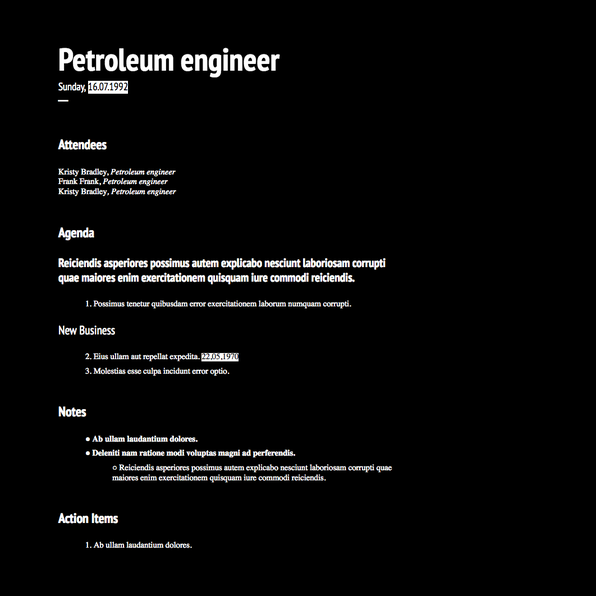 Petroleum engineer
Sunday, 16.07.1992
Attendees
Kristy Bradley, Petroleum engineer
Frank Frank, Petroleum engineer
Kristy Bradley, Petroleum engineer
Agenda
Reiciendis asperiores possimus autem explicabo nesciunt laboriosam corrupti
quae maiores enim exercitationem quisquam iure commodi reiciendis.
1. Possimus tenetur quibusdam error exercitationem laborum numquam corrupti.
New Business
2. Eius ullam aut repellat expedita. 22.05.1970
3. Molestias esse culpa incidunt error optio.
Notes
● Ab ullam laudantium dolores.
● Deleniti nam ratione modi voluptas magni ad perferendis.
○ Reiciendis asperiores possimus autem explicabo nesciunt laboriosam corrupti quae
maiores enim exercitationem quisquam iure commodi reiciendis.
Action Items
1. Ab ullam laudantium dolores.